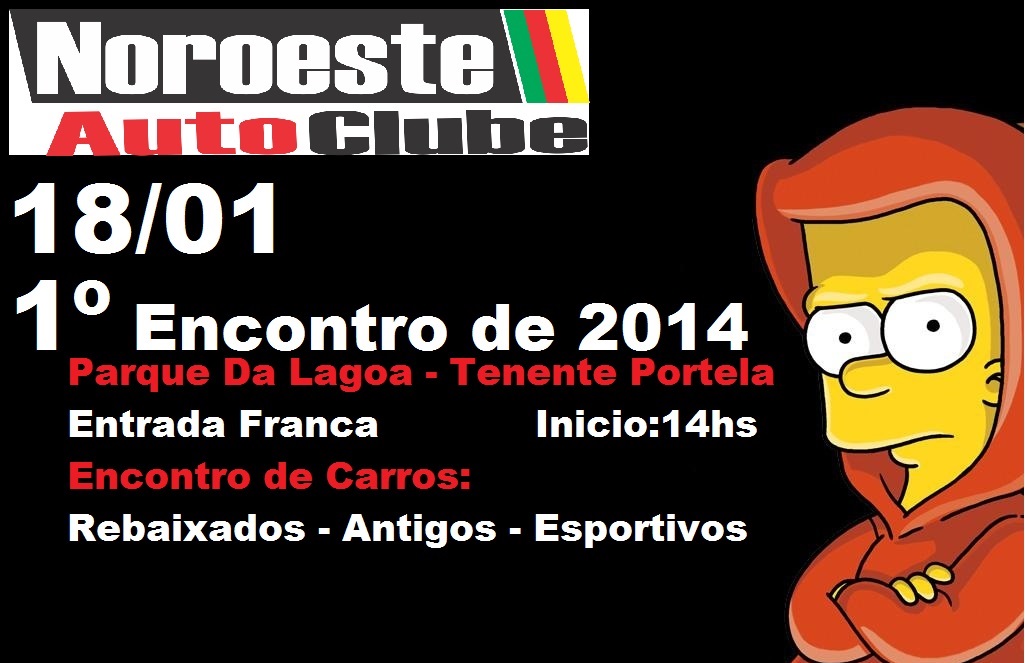 Noroeste
AutoClube
18/01
1º Encontro de 2014
Parque Da Lagoa - Tenente Portela
Entrada Franca Inicio:14hs
Encontro de Carros:
Rebaixados - Antigos - Esportivos